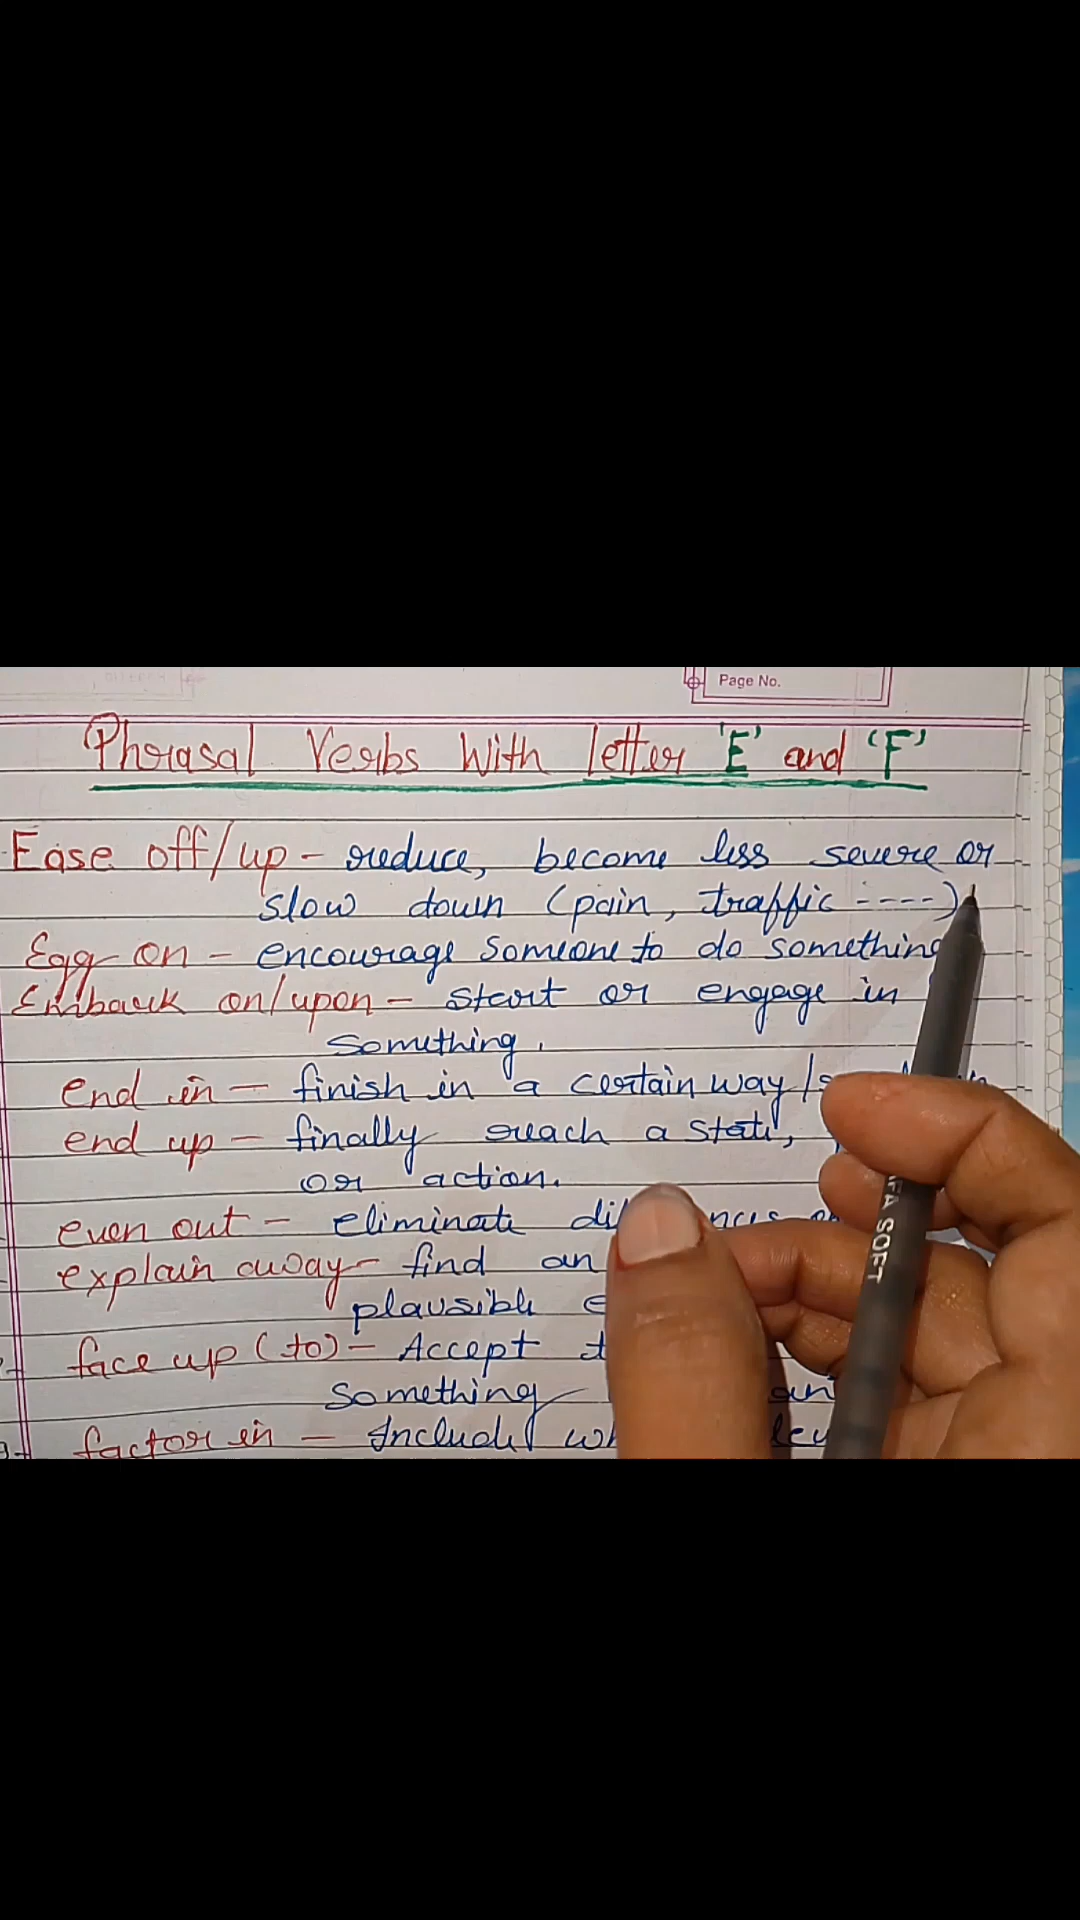 Page No.
Phrasal Verbs With letter 'E' and 'F'
Ease off/up - reduce, become less severe or
slow down (pain, traffic ----)
Egg on - encourage someone to do something
Embark on/upon - start or engage in
something.
end in - finish in a certain way/
end up - finally reach a state,
or action.
even out - eliminate
explain away - find an
plausible
face up (to) - Accept
something
factor in - Include
FA SOFT